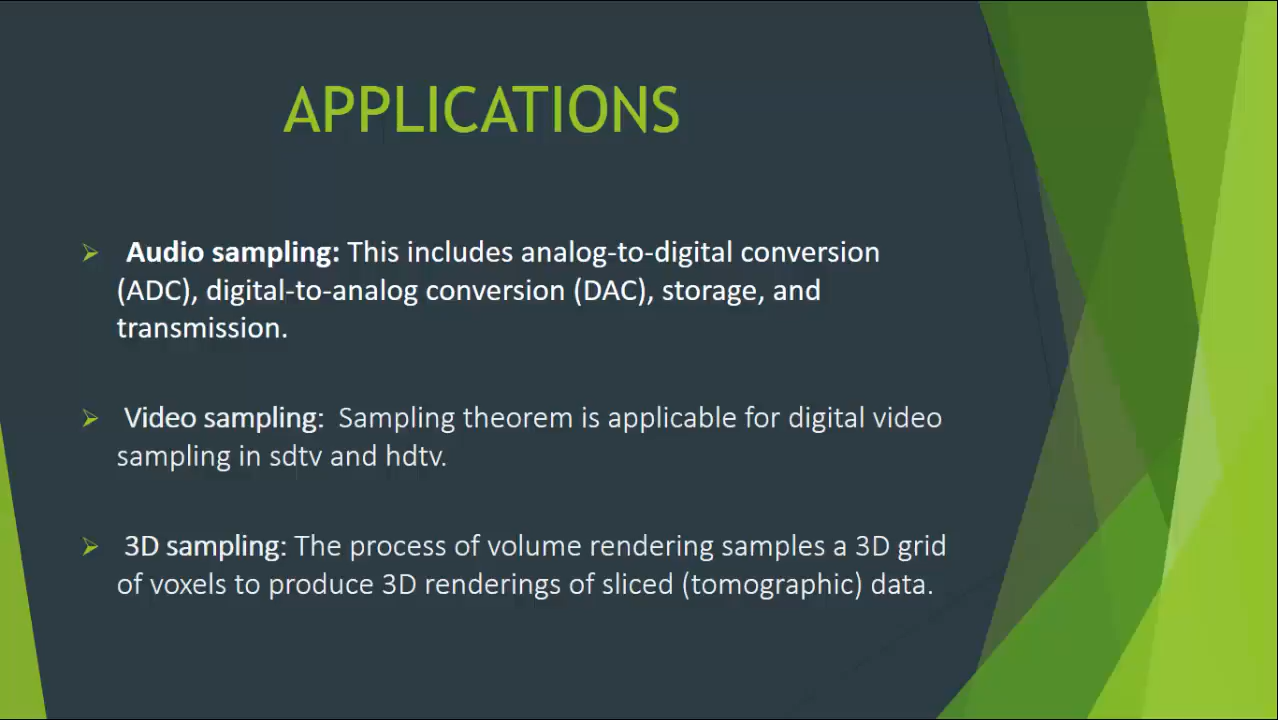 APPLICATIONS
Audio sampling: This includes analog-to-digital conversion
(ADC), digital-to-analog conversion (DAC), storage, and
transmission.
Video sampling: Sampling theorem is applicable for digital video
sampling in sdtv and hdtv.
3D sampling: The process of volume rendering samples a 3D grid
of voxels to produce 3D renderings of sliced (tomographic) data.